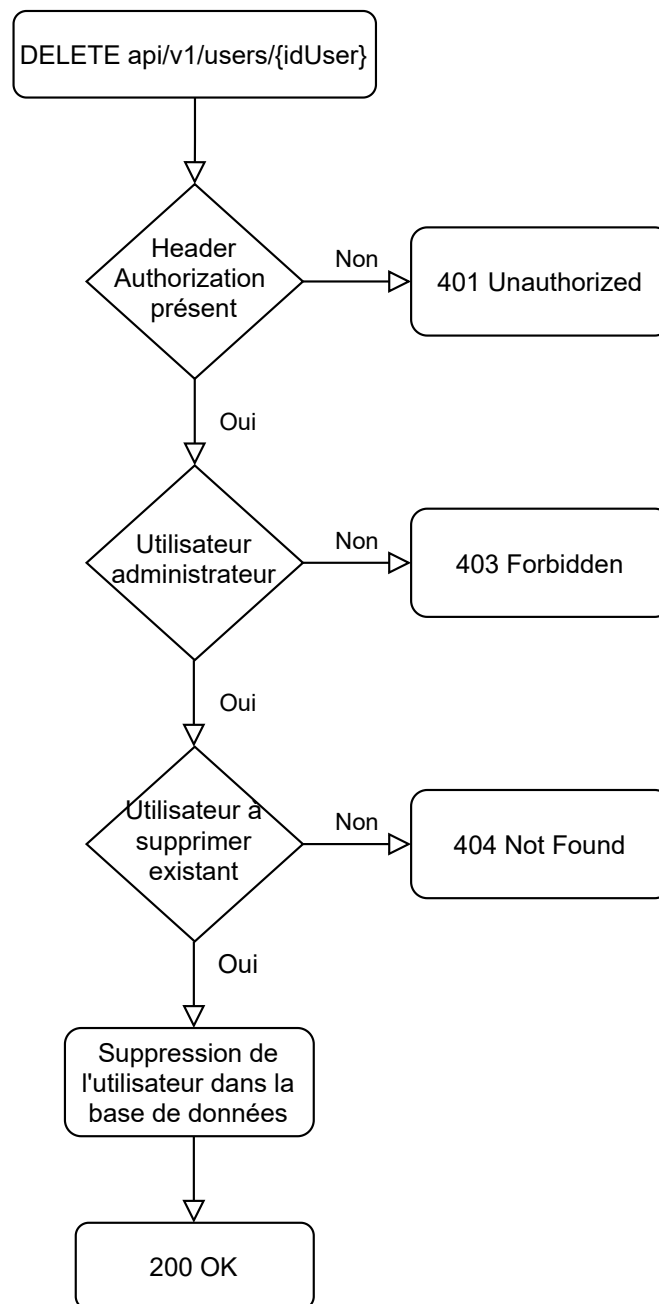 DELETE api/v1/users/{idUser}
Header
Authorization
présent
Non
401 Unauthorized
Oui
Utilisateur
administrateur
Non
403 Forbidden
Oui
Utilisateur à
supprimer
existant
Non
404 Not Found
Oui
Suppression de
l'utilisateur dans la
base de données
200 OK